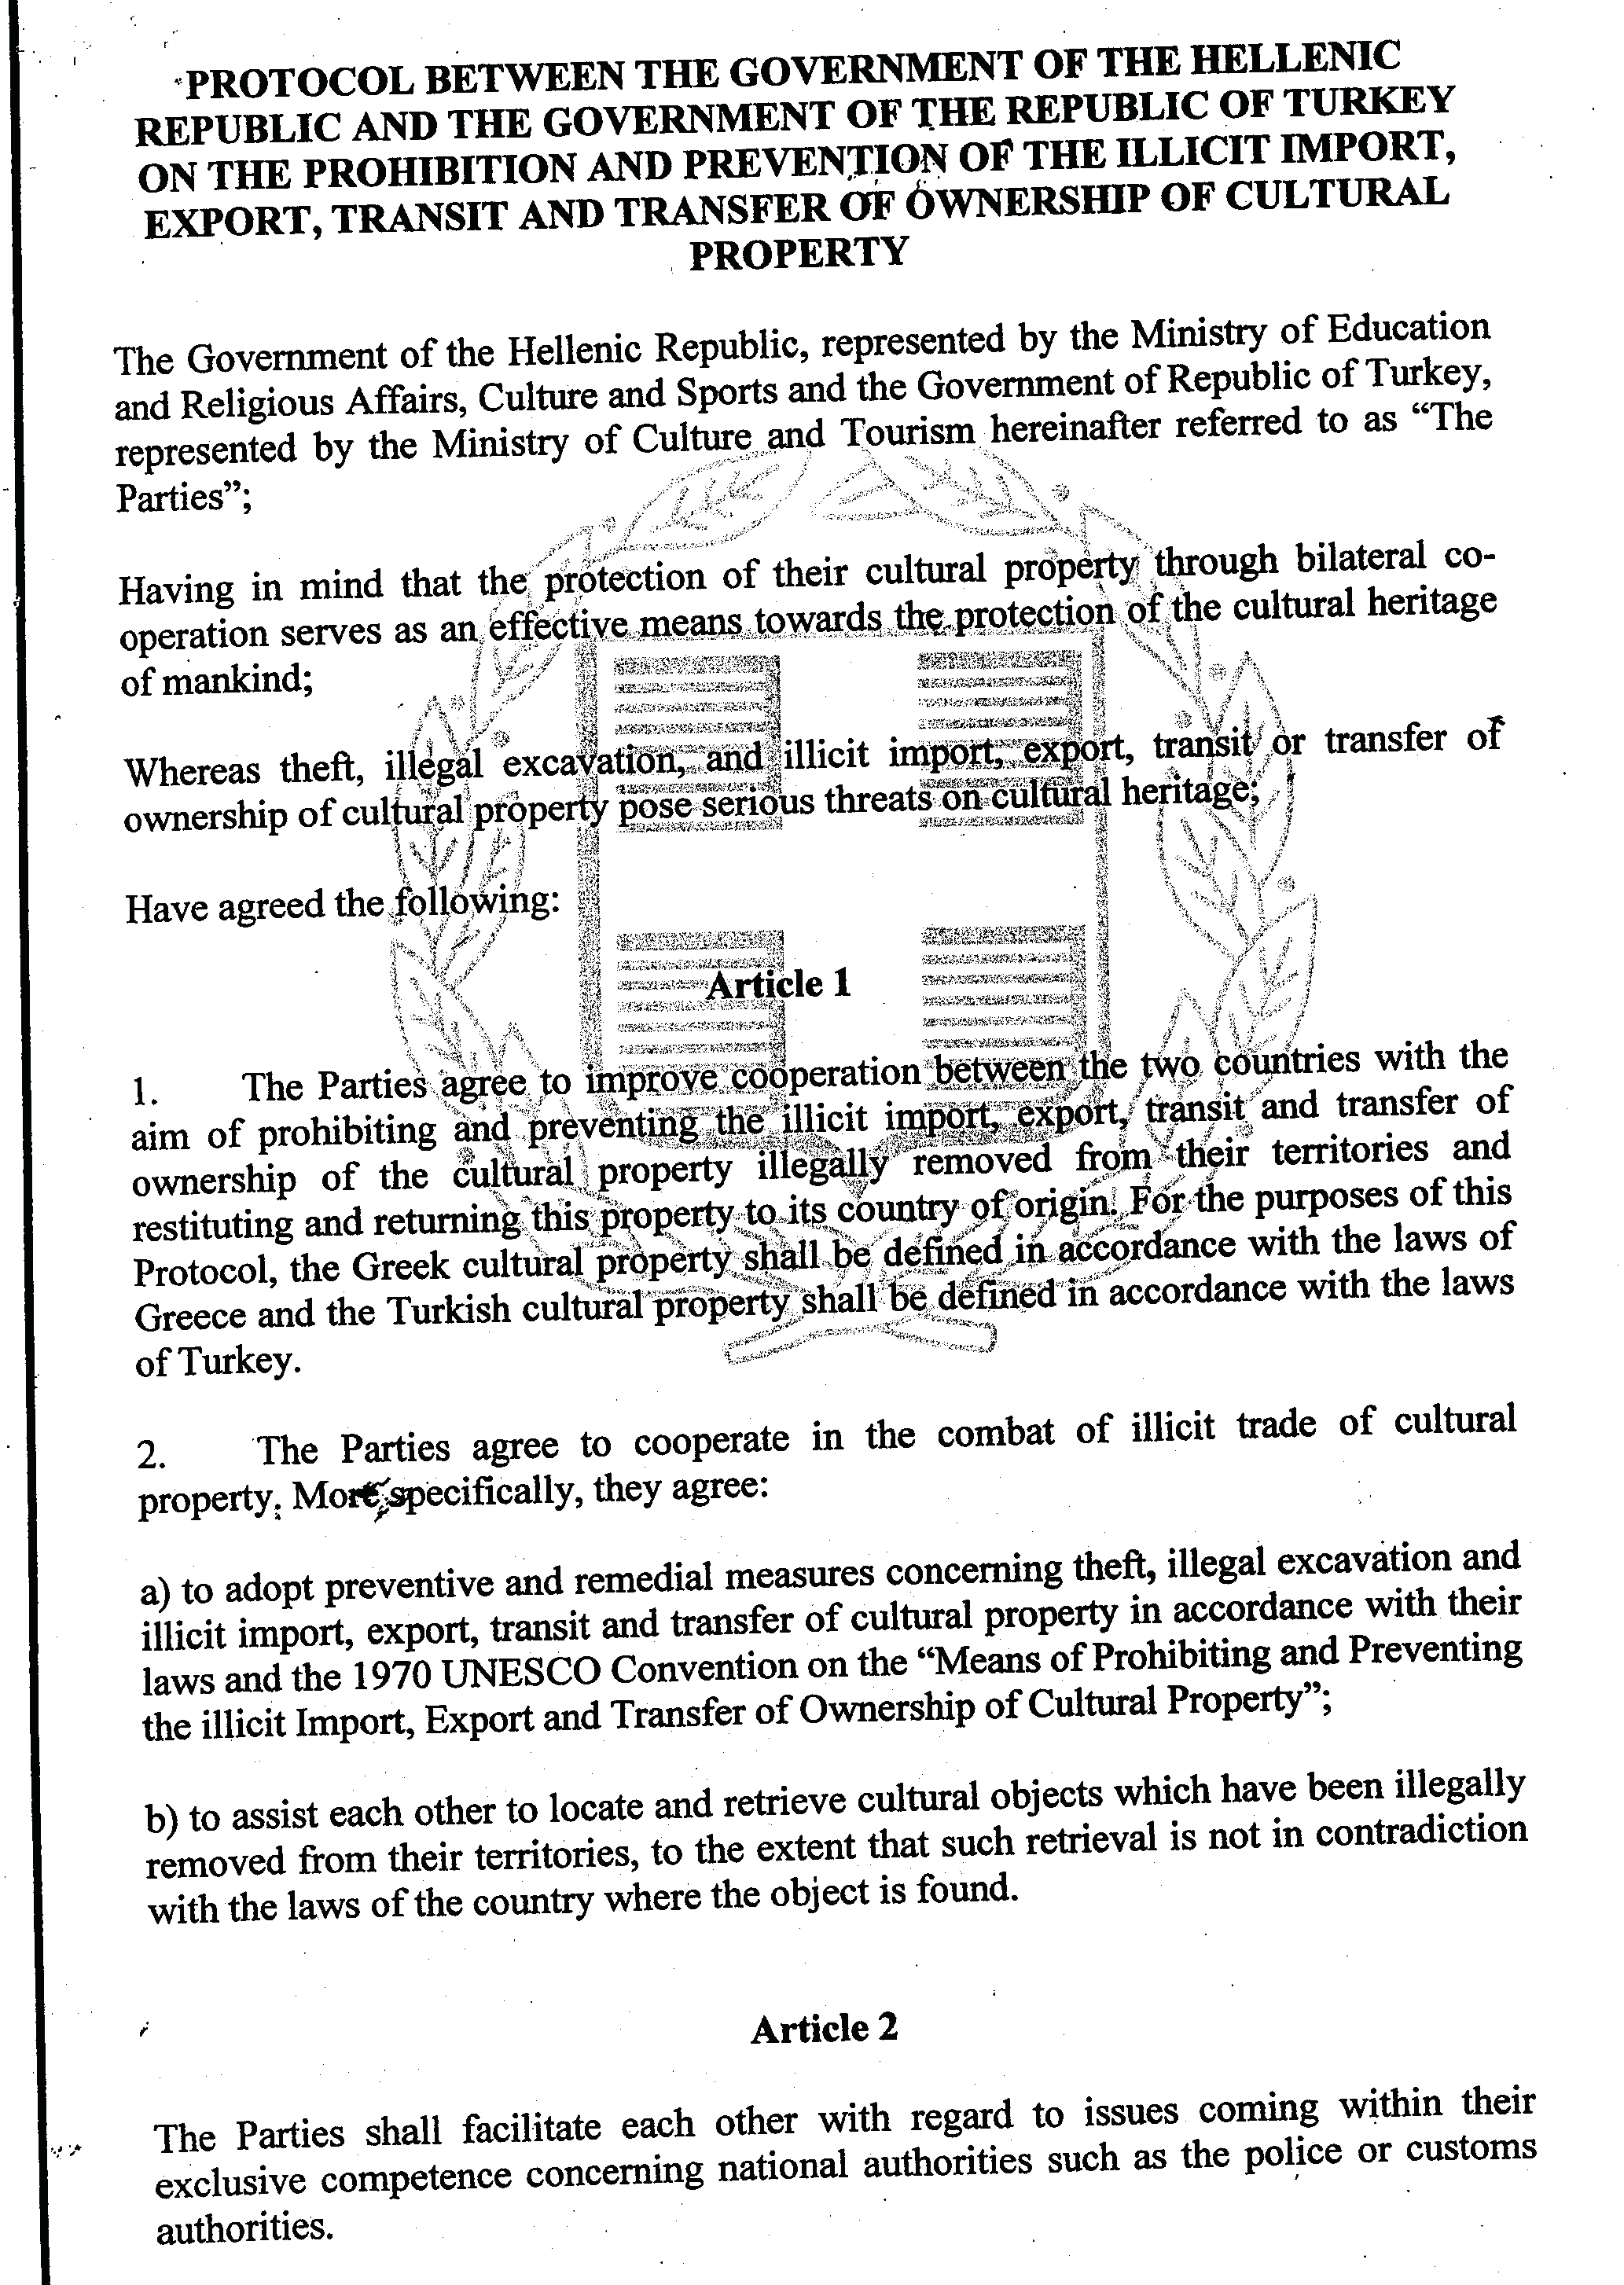 PROTOCOL BETWEEN THE GOVERNMENT OF THE HELLENIC
REPUBLIC AND THE GOVERNMENT OF THE REPUBLIC OF TURKEY
ON THE PROHIBITION AND PREVENTION OF THE ILLICIT IMPORT,
EXPORT, TRANSIT AND TRANSFER OF OWNERSHIP OF CULTURAL
PROPERTY
The Government of the Hellenic Republic, represented by the Ministry of Education
and Religious Affairs, Culture and Sports and the Government of Republic of Turkey,
represented by the Ministry of Culture and Tourism hereinafter referred to as “The
Parties”;
Having in mind that the protection of their cultural property through bilateral co-
operation serves as an effective means towards the protection of the cultural heritage
of mankind;
Whereas theft, illegal excavation, and illicit import, export, transit or transfer of
ownership of cultural property pose serious threats on cultural heritage;
Have agreed the following:
Article 1
1. The Parties agree to improve cooperation between the two countries with the
aim of prohibiting and preventing the illicit import, export, transit and transfer of
ownership of the cultural property illegally removed from their territories and
restituting and returning this property to its country of origin. For the purposes of this
Protocol, the Greek cultural property shall be defined in accordance with the laws of
Greece and the Turkish cultural property shall be defined in accordance with the laws
of Turkey.
2. The Parties agree to cooperate in the combat of illicit trade of cultural
property. More specifically, they agree:
a) to adopt preventive and remedial measures concerning theft, illegal excavation and
illicit import, export, transit and transfer of cultural property in accordance with their
laws and the 1970 UNESCO Convention on the “Means of Prohibiting and Preventing
the illicit Import, Export and Transfer of Ownership of Cultural Property”;
b) to assist each other to locate and retrieve cultural objects which have been illegally
removed from their territories, to the extent that such retrieval is not in contradiction
with the laws of the country where the object is found.
Article 2
The Parties shall facilitate each other with regard to issues coming within their
exclusive competence concerning national authorities such as the police or customs
authorities.